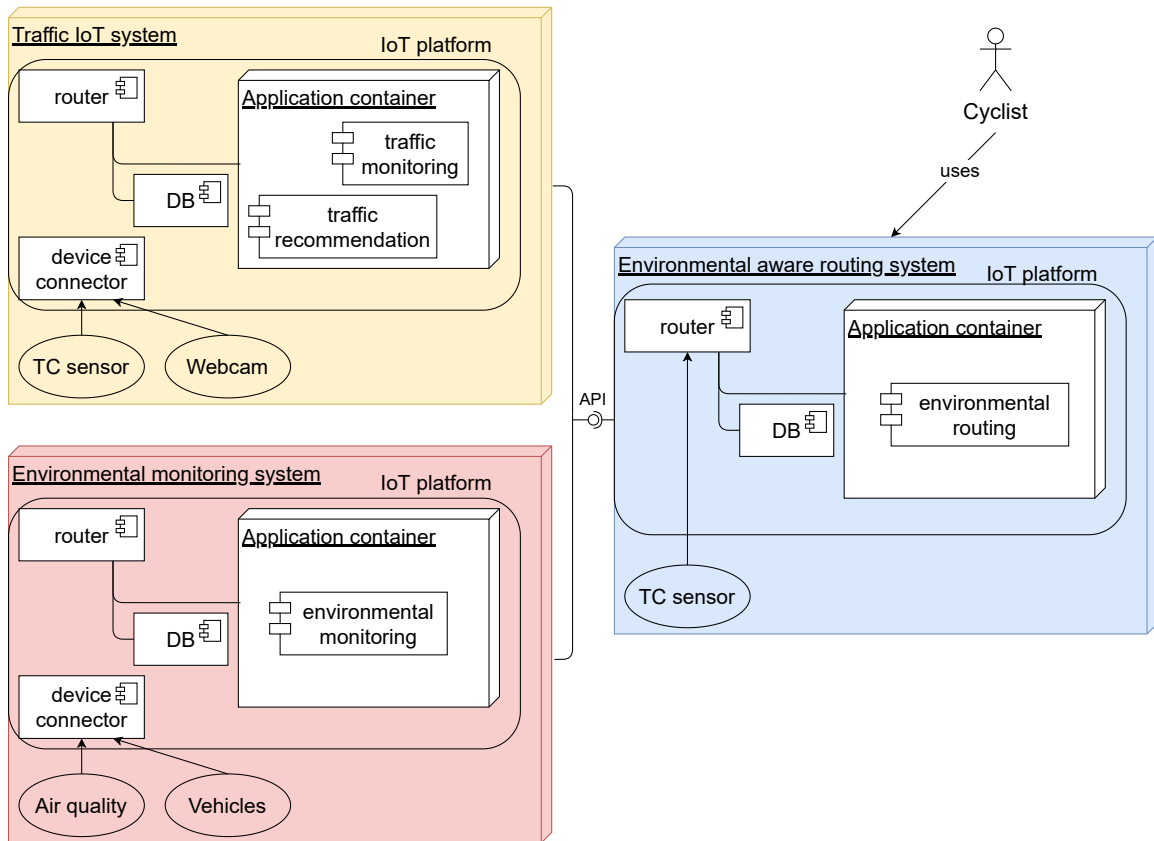 Traffic IoT system
IoT platform
router
Application container
traffic
monitoring
DB
traffic
recommendation
device
connector
TC sensor
Webcam
Cyclist
uses
API
Environmental aware routing system
IoT platform
router
Application container
environmental
routing
DB
TC sensor
Environmental monitoring system
IoT platform
router
Application container
environmental
monitoring
DB
device
connector
Air quality
Vehicles